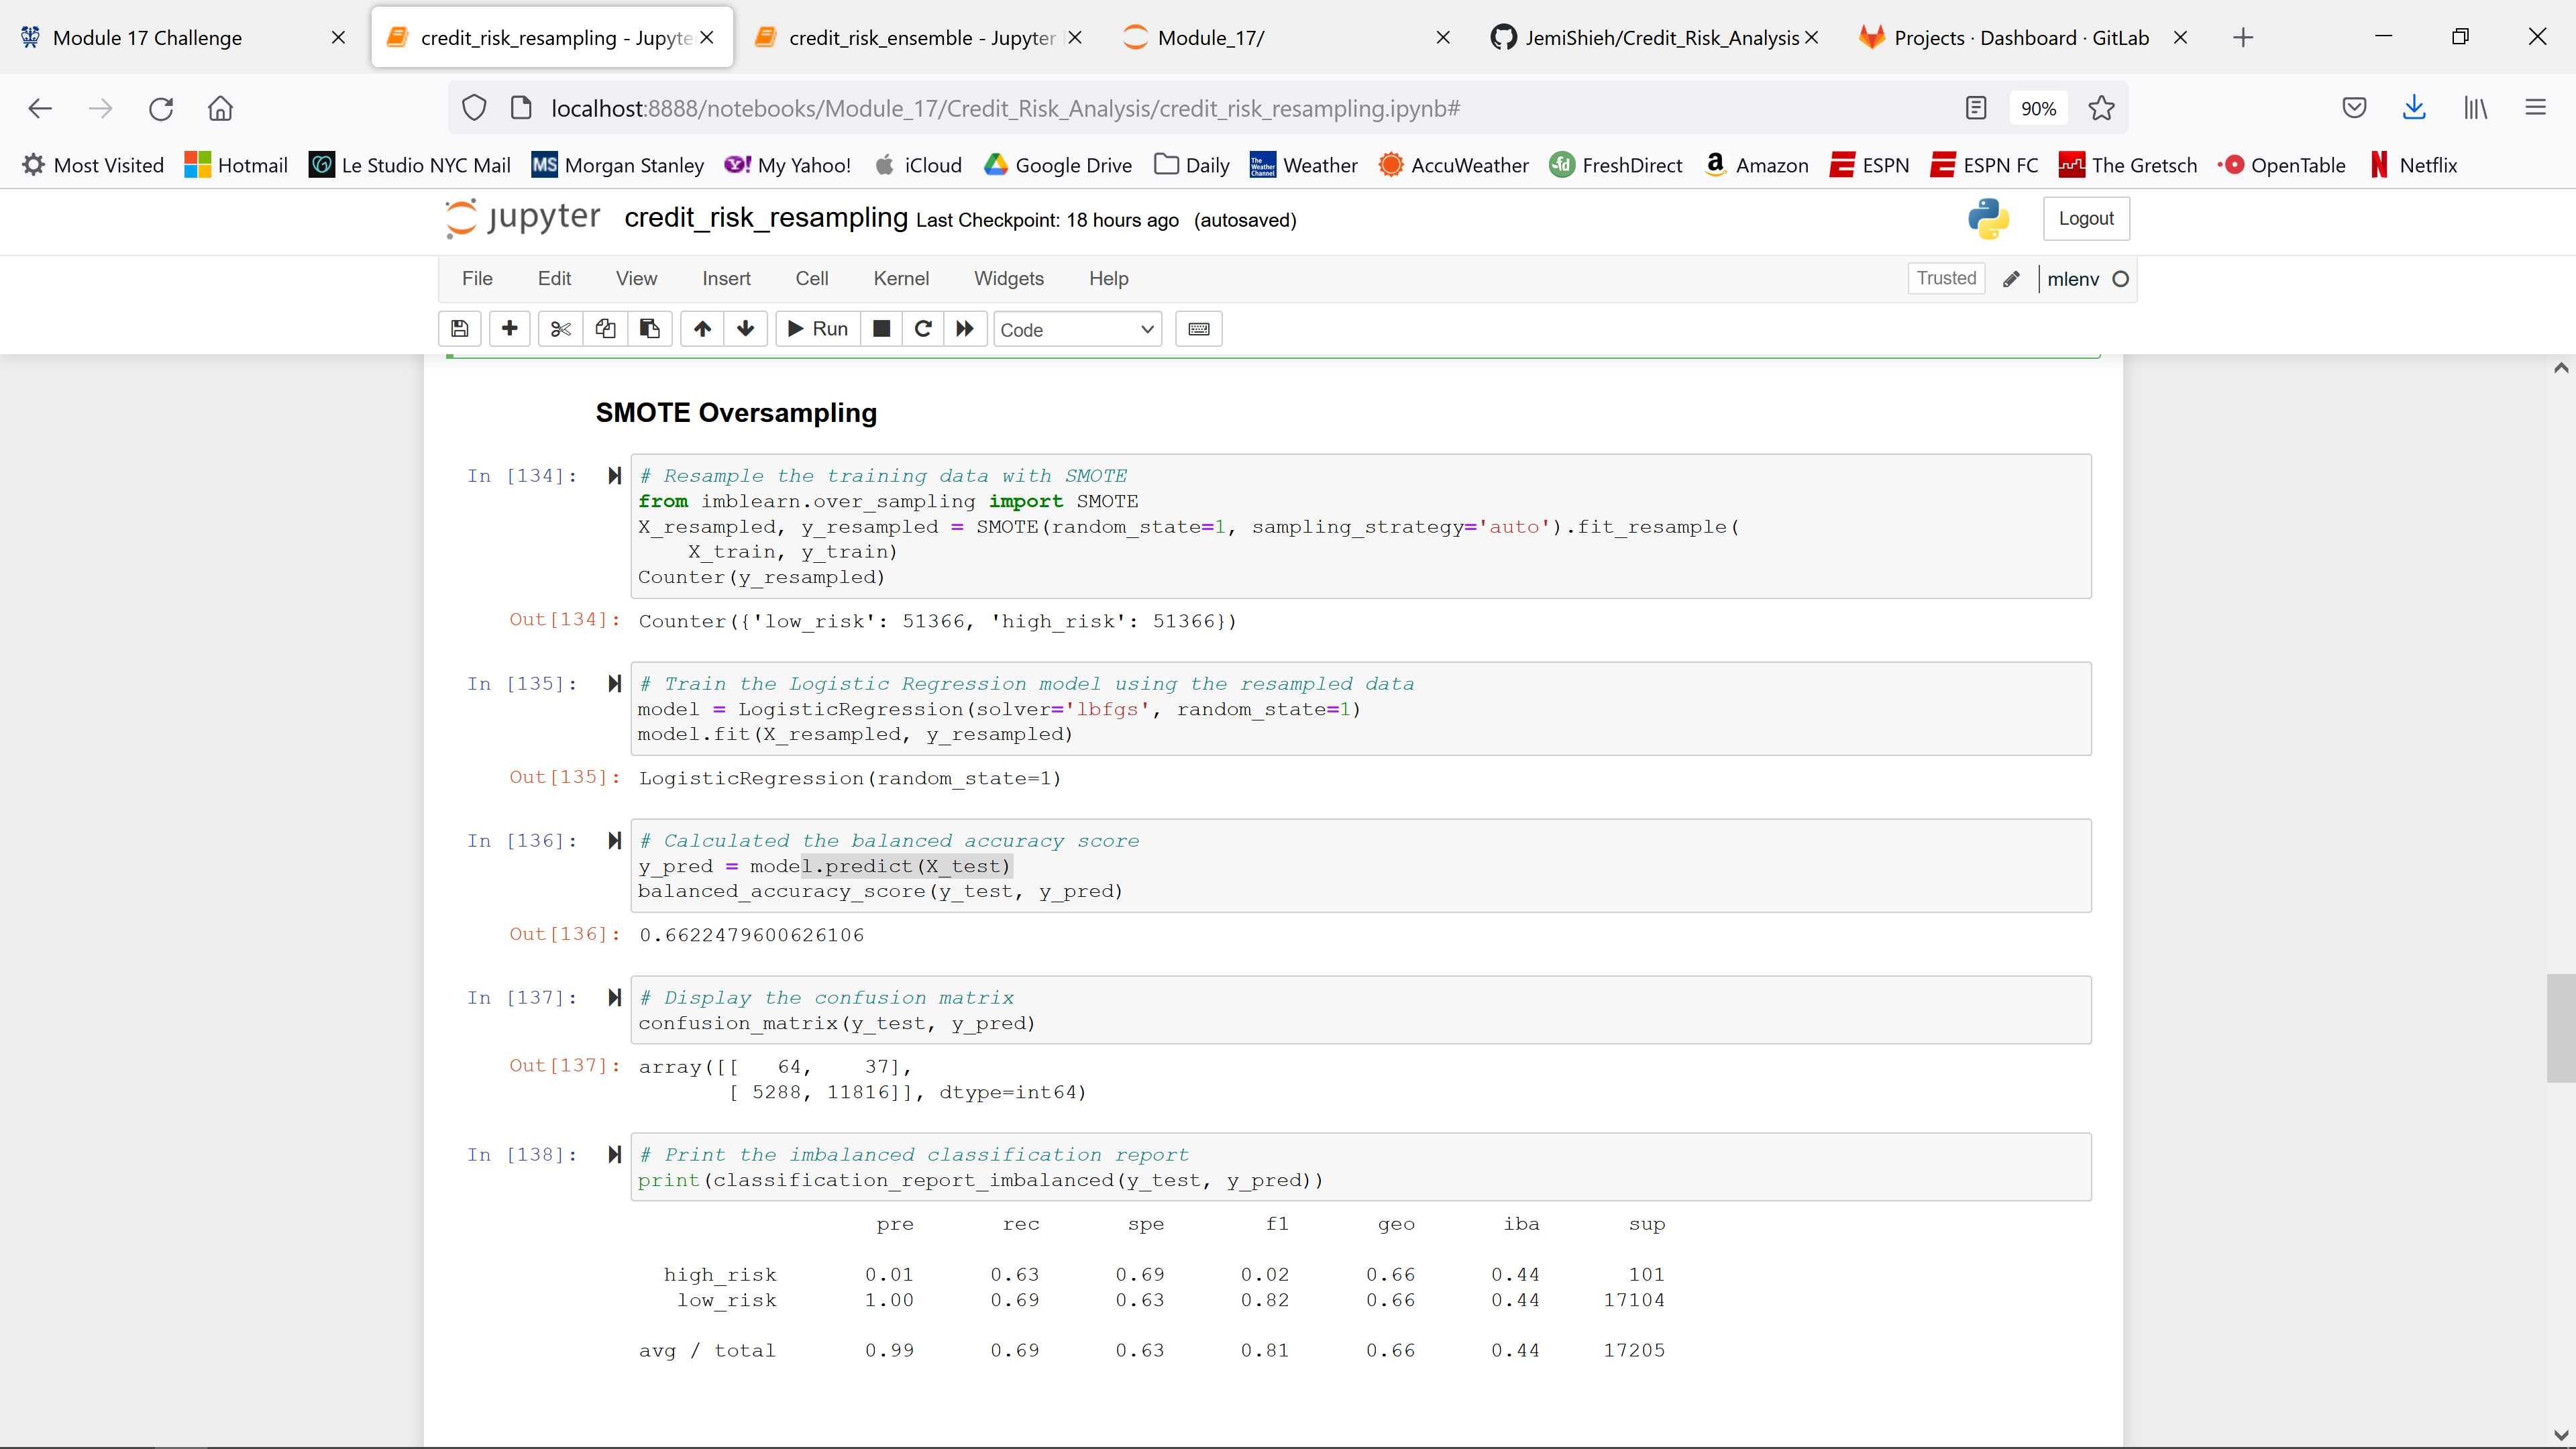 Module 17 Challenge
credit_risk_resampling - Jupyte
credit_risk_ensemble - Jupyter
Module_17/
JemiShieh/Credit_Risk_Analysis
Projects · Dashboard · GitLab
localhost:8888/notebooks/Module_17/Credit_Risk_Analysis/credit_risk_resampling.ipynb#
90%
Most Visited
Hotmail
Le Studio NYC Mail
MS Morgan Stanley
My Yahoo!
iCloud
Google Drive
Daily
The Weather Channel Weather
AccuWeather
fd FreshDirect
a Amazon
ESPN
ESPN FC
The Gretsch
OpenTable
N Netflix
jupyter credit_risk_resampling Last Checkpoint: 18 hours ago (autosaved)
Logout
File Edit View Insert Cell Kernel Widgets Help
Trusted
mlenv
Run
Code
SMOTE Oversampling
In [134]:
# Resample the training data with SMOTE
from imblearn.over_sampling import SMOTE
X_resampled, y_resampled = SMOTE(random_state=1, sampling_strategy='auto').fit_resample(
X_train, y_train)
Counter(y_resampled)
Out[134]: Counter({'low_risk': 51366, 'high_risk': 51366})
In [135]:
# Train the Logistic Regression model using the resampled data
model = LogisticRegression(solver='lbfgs', random_state=1)
model.fit(X_resampled, y_resampled)
Out[135]: LogisticRegression(random_state=1)
In [136]:
# Calculated the balanced accuracy score
y_pred = model.predict(X_test)
balanced_accuracy_score(y_test, y_pred)
Out[136]: 0.6622479600626106
In [137]:
# Display the confusion matrix
confusion_matrix(y_test, y_pred)
Out[137]: array([[ 64, 37],
[ 5288, 11816]], dtype=int64)
In [138]:
# Print the imbalanced classification report
print(classification_report_imbalanced(y_test, y_pred))
pre rec spe f1 geo iba sup
high_risk 0.01 0.63 0.69 0.02 0.66 0.44 101
low_risk 1.00 0.69 0.63 0.82 0.66 0.44 17104
avg / total 0.99 0.69 0.63 0.81 0.66 0.44 17205